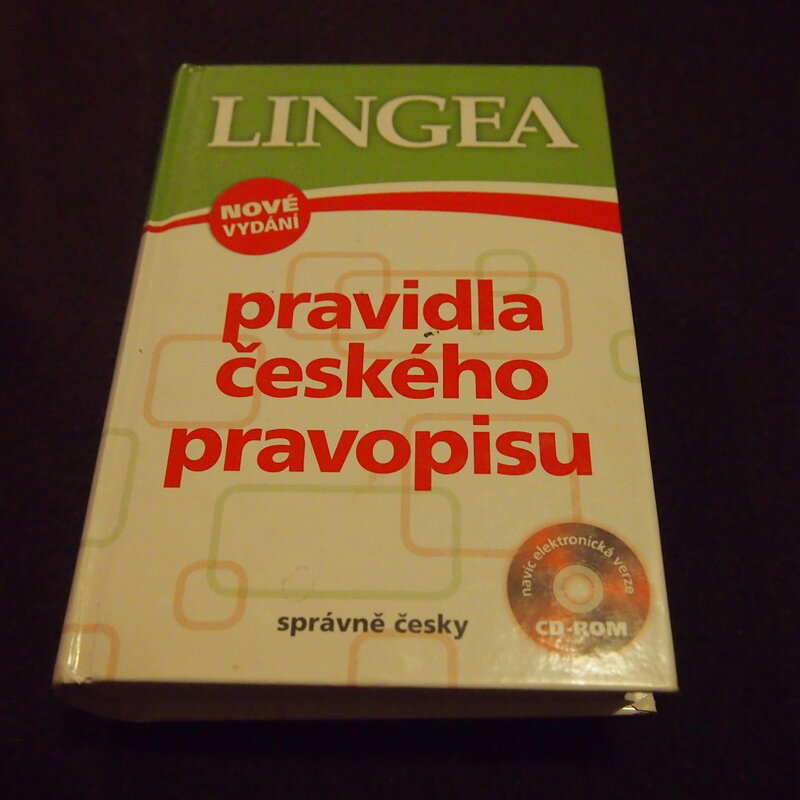 LINGEA
NOVÉ
VYDÁNÍ
pravidla
českého
pravopisu
navíc elektronická verze
CD-ROM
správně česky